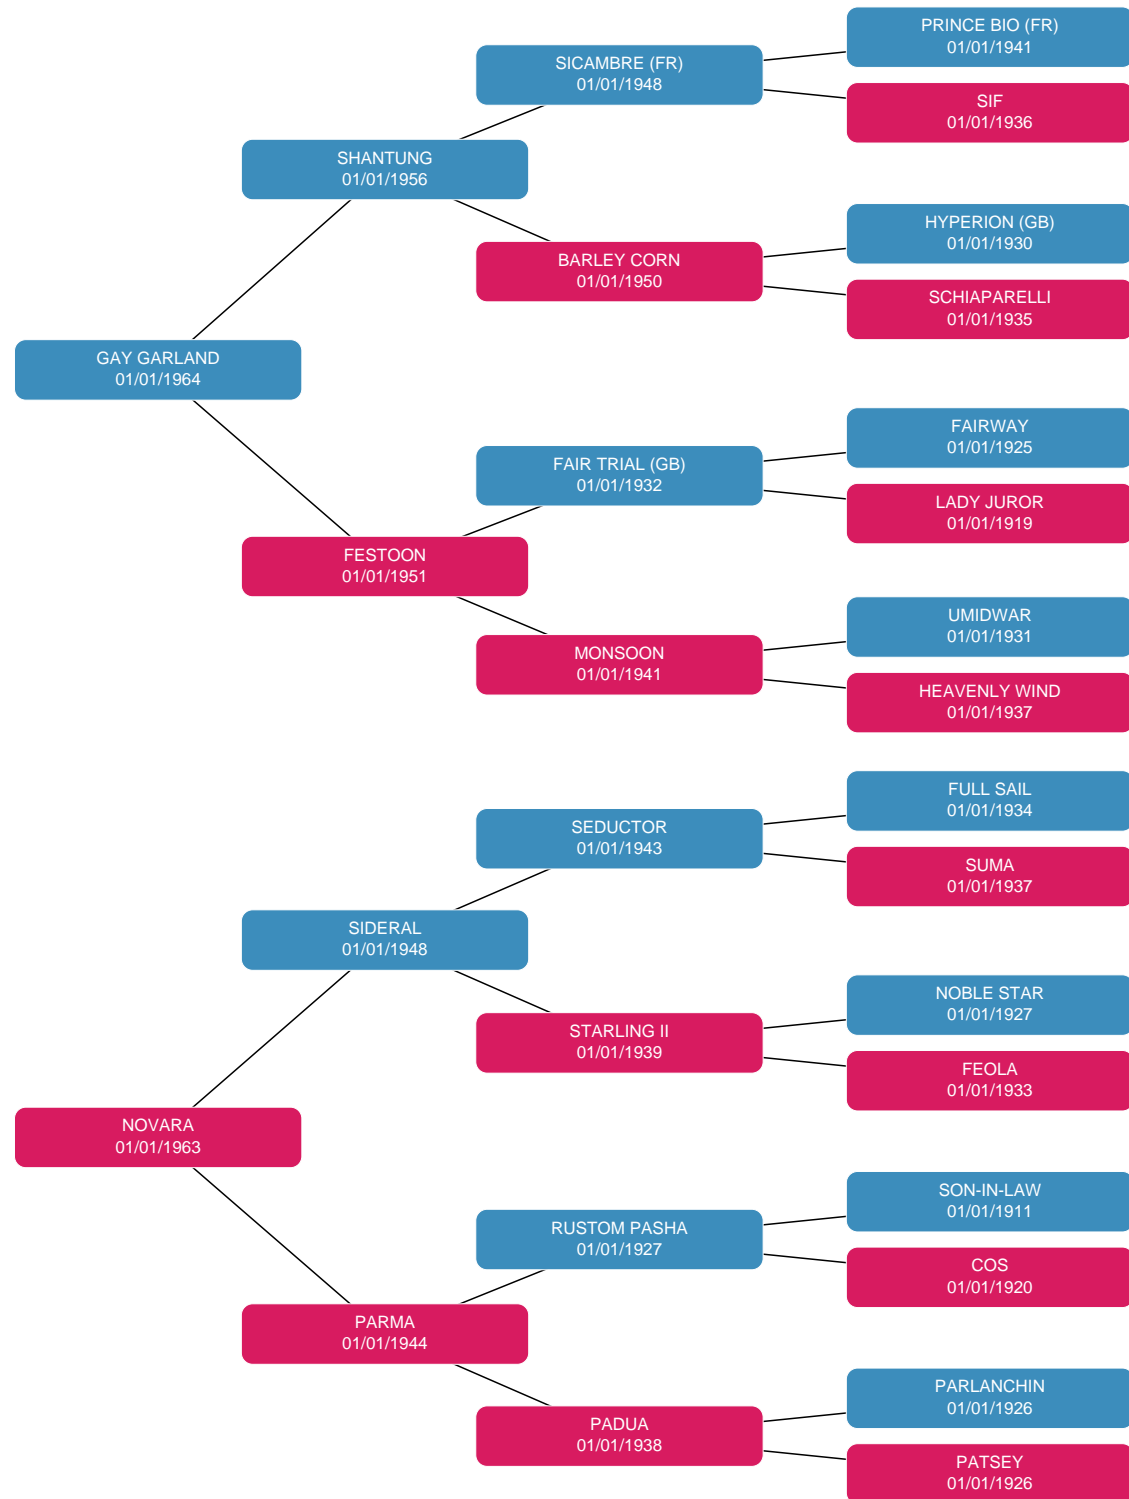 PRINCE BIO (FR)
01/01/1941
SICAMBRE (FR)
01/01/1948
SIF
01/01/1936
SHANTUNG
01/01/1956
HYPERION (GB)
01/01/1930
BARLEY CORN
01/01/1950
SCHIAPARELLI
01/01/1935
GAY GARLAND
01/01/1964
FAIRWAY
01/01/1925
FAIR TRIAL (GB)
01/01/1932
LADY JUROR
01/01/1919
FESTOON
01/01/1951
UMIDWAR
01/01/1931
MONSOON
01/01/1941
HEAVENLY WIND
01/01/1937
FULL SAIL
01/01/1934
SEDUCTOR
01/01/1943
SUMA
01/01/1937
SIDERAL
01/01/1948
NOBLE STAR
01/01/1927
STARLING II
01/01/1939
FEOLA
01/01/1933
NOVARA
01/01/1963
SON-IN-LAW
01/01/1911
RUSTOM PASHA
01/01/1927
COS
01/01/1920
PARMA
01/01/1944
PARLANCHIN
01/01/1926
PADUA
01/01/1938
PATSEY
01/01/1926